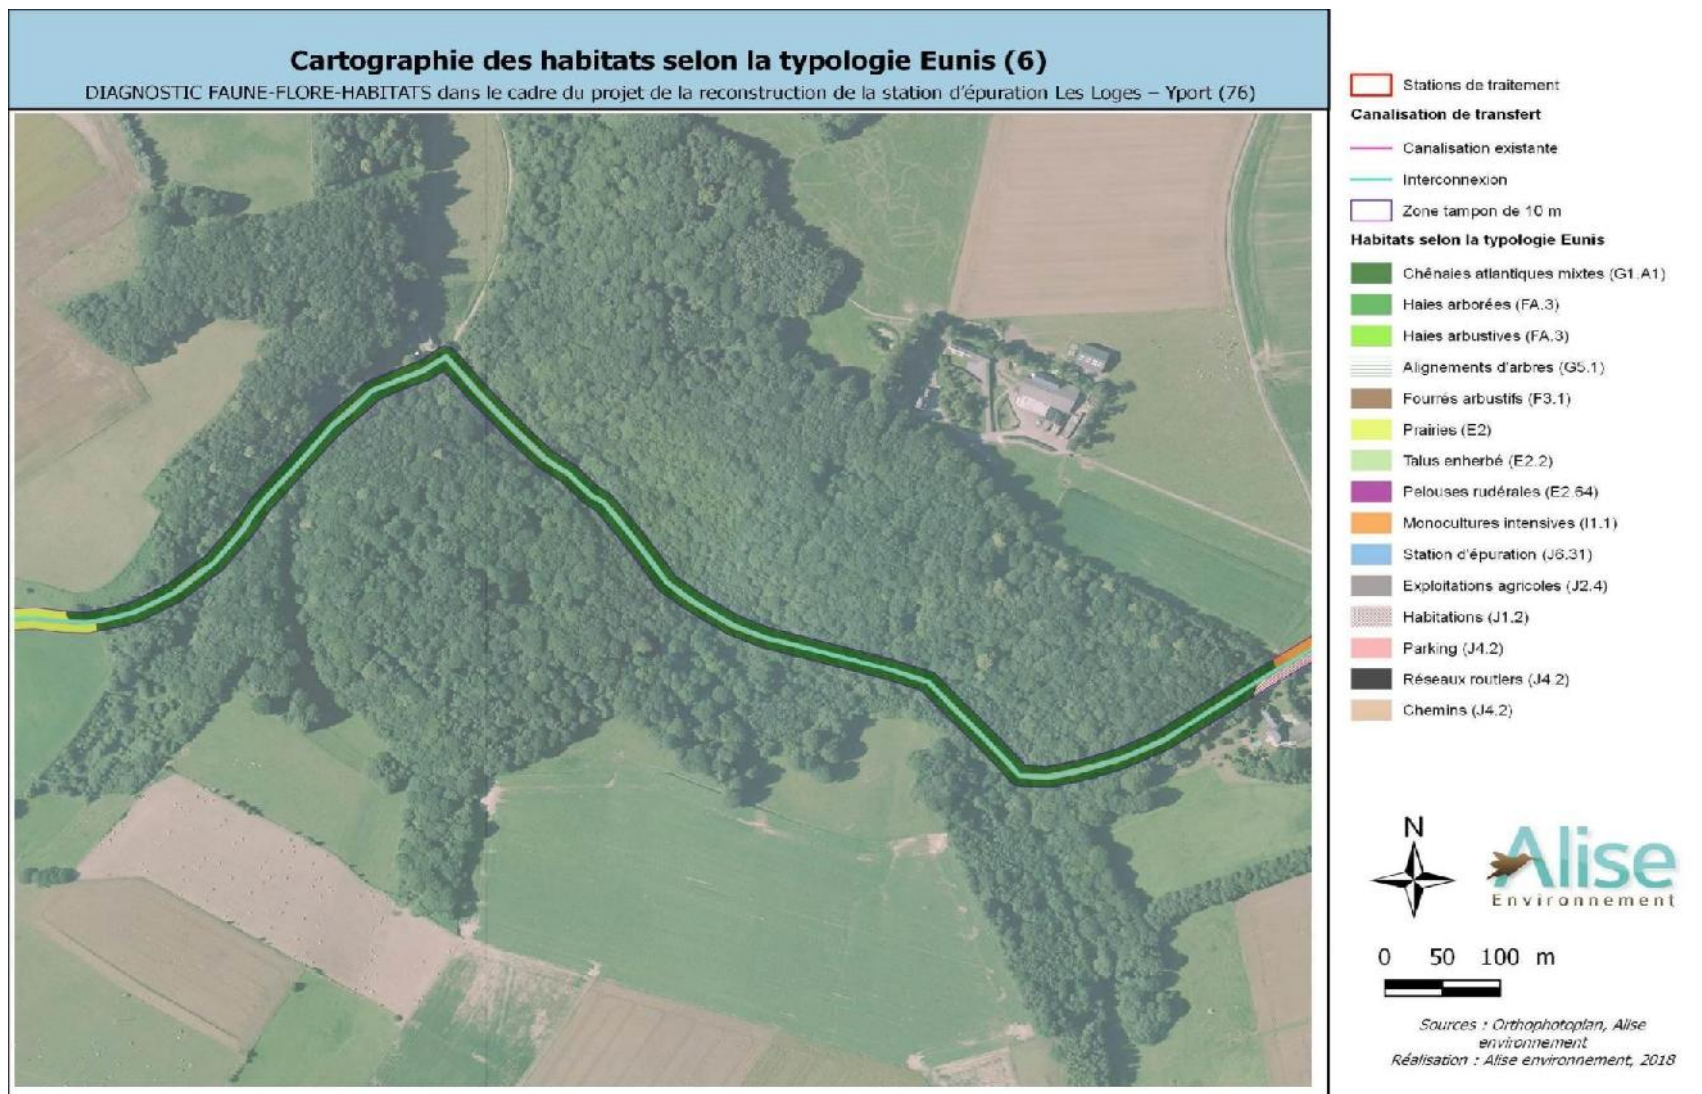 Cartographie des habitats selon la typologie Eunis (6)
DIAGNOSTIC FAUNE-FLORE-HABITATS dans le cadre du projet de la reconstruction de la station d'épuration Les Loges – Yport (76)
Stations de traitement
Canalisation de transfert
Canalisation existante
Interconnexion
Zone tampon de 10 m
Habitats selon la typologie Eunis
Chênaies atlantiques mixtes (G1.A1)
Haies arborées (FA.3)
Haies arbustives (FA.3)
Alignements d'arbres (G5.1)
Fourrés arbustifs (F3.1)
Prairies (E2)
Talus enherbé (E2.2)
Pelouses rudérales (E2.64)
Monocultures intensives (I1.1)
Station d'épuration (J6.31)
Exploitations agricoles (J2.4)
Habitations (J1.2)
Parking (J4.2)
Réseaux routiers (J4.2)
Chemins (J4.2)
N
Alise
Environnement
0 50 100 m
Sources : Orthophotoplan, Alise
environnement
Réalisation : Alise environnement, 2018